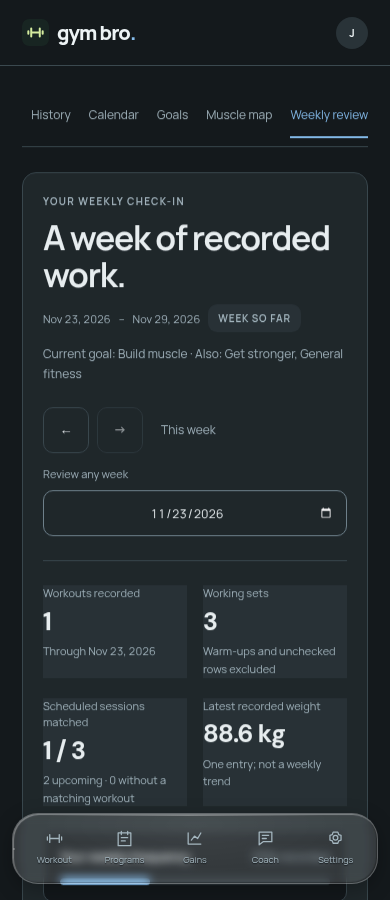 gym bro.
J
History Calendar Goals Muscle map Weekly review
YOUR WEEKLY CHECK-IN
A week of recorded
work.
Nov 23, 2026 – Nov 29, 2026 WEEK SO FAR
Current goal: Build muscle · Also: Get stronger, General
fitness
← → This week
Review any week
11/23/2026
Workouts recorded
1
Through Nov 23, 2026
Working sets
3
Warm-ups and unchecked
rows excluded
Scheduled sessions
matched
1 / 3
2 upcoming · 0 without a
matching workout
Latest recorded weight
88.6 kg
One entry; not a weekly
trend
Workout Programs Gains Coach Settings